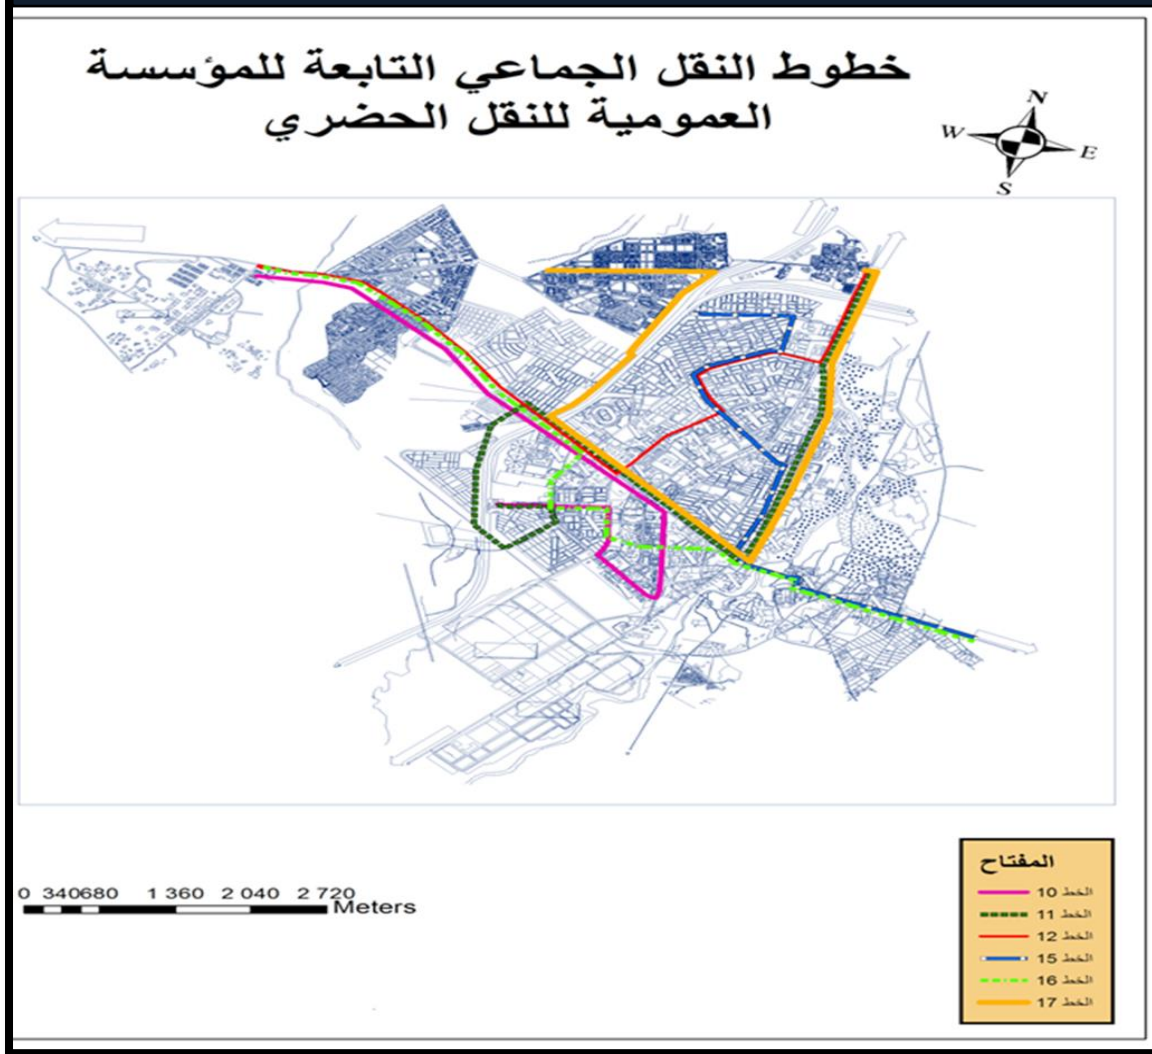 خطوط النقل الجماعي التابعة للمؤسسة
العمومية للنقل الحضري
N
W
E
S
0 340680 1 360 2 040 2 720
Meters
المفتاح
الخط 10
الخط 11
الخط 12
الخط 15
الخط 16
الخط 17